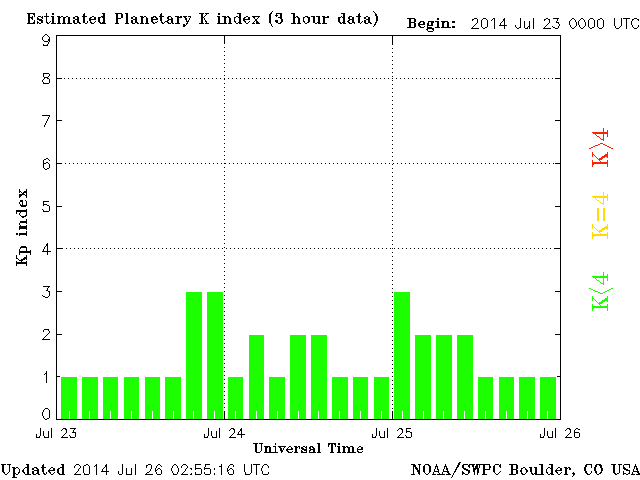 Estimated Planetary K index (3 hour data) Begin: 2014 Jul 23 0000 UTC
9
8
7
6
5
4
3
2
1
0
Kp index
K>4
K=4
K<4
Jul 23 Jul 24 Jul 25 Jul 26
Universal Time
Updated 2014 Jul 26 02:55:16 UTC NOAA/SWPC Boulder, CO USA